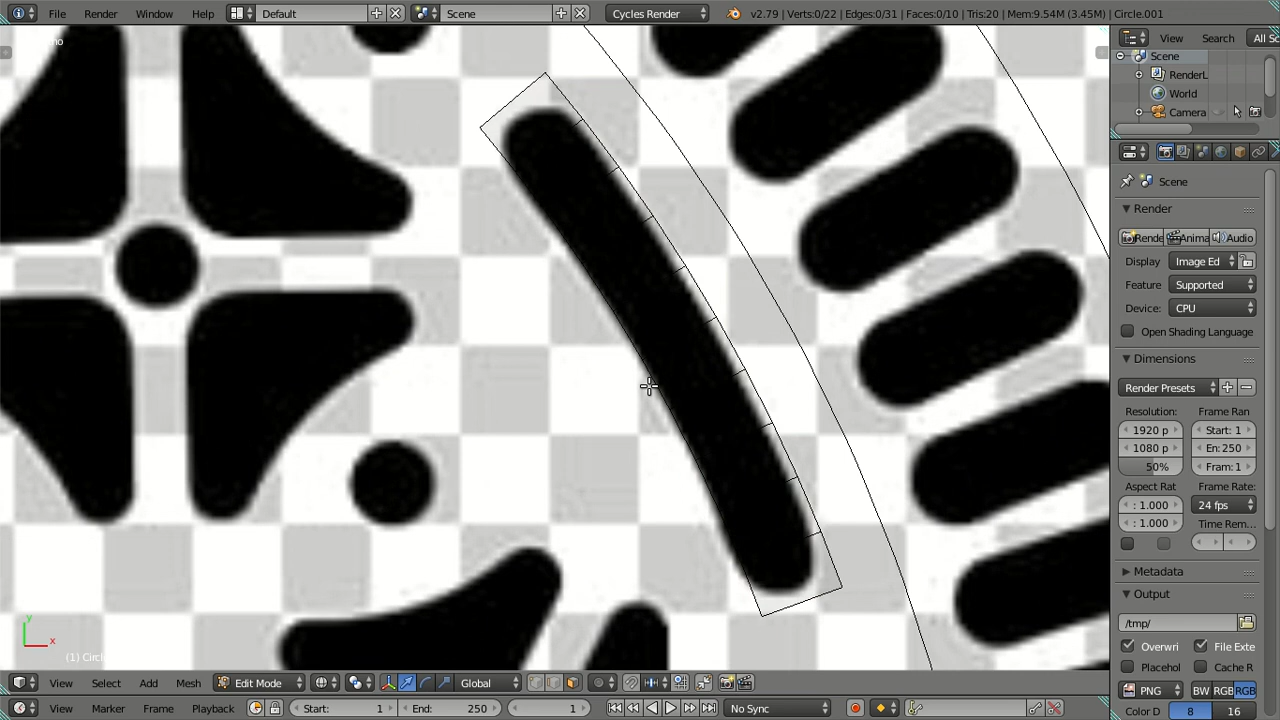 File Render Window Help Default Scene Cycles Render v2.79 | Verts:0/22 | Edges:0/31 | Faces:0/10 | Tris:20 | Mem:9.54M (3.45M) | Circle.001
View Search All Sc
Scene
RenderL
World
Camera
Scene
Render
Rende Anima Audio
Display Image Ed
Feature Supported
Device: CPU
Open Shading Language
Dimensions
Render Presets
Resolution: Frame Ran
1920 p Start: 1
1080 p En: 250
50% Fram: 1
Aspect Rat Frame Rate:
: 1.000 24 fps
: 1.000 Time Rem...
Metadata
Output
/tmp/
Overwri File Exte
Placehol Cache R
PNG BW RGB RGB
Color D 8 16
y
x
(1) Circl
View Select Add Mesh Edit Mode Global
View Marker Frame Playback Start: 1 End: 250 1 No Sync